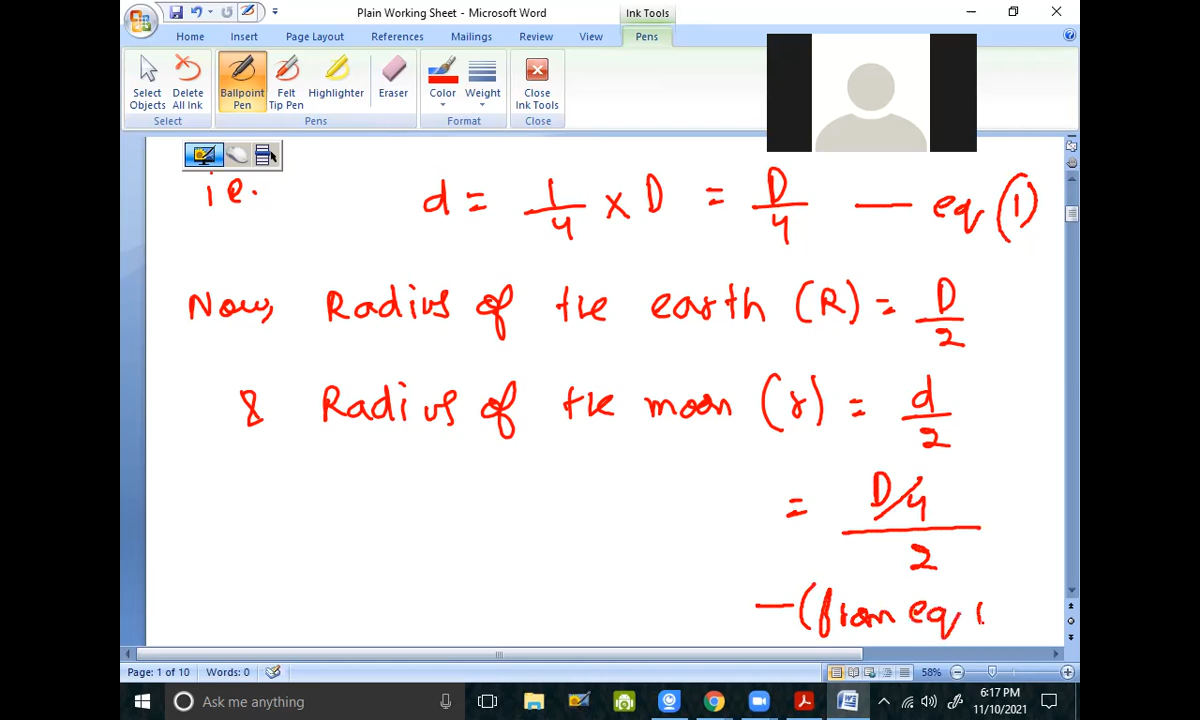 Plain Working Sheet - Microsoft Word
Ink Tools
Home Insert Page Layout References Mailings Review View Pens
Select Objects
Delete All Ink
Ballpoint Pen
Felt Tip Pen
Highlighter
Eraser
Color
Weight
Close Ink Tools
Select Pens Format Close
ie. d = 1/4 × D = D/4 — eq (1)
Now, Radius of the earth (R) = D/2
& Radius of the moon (r) = d/2
= D/4 / 2
— (from eq 1
Page: 1 of 10 Words: 0 58%
Ask me anything
6:17 PM
11/10/2021